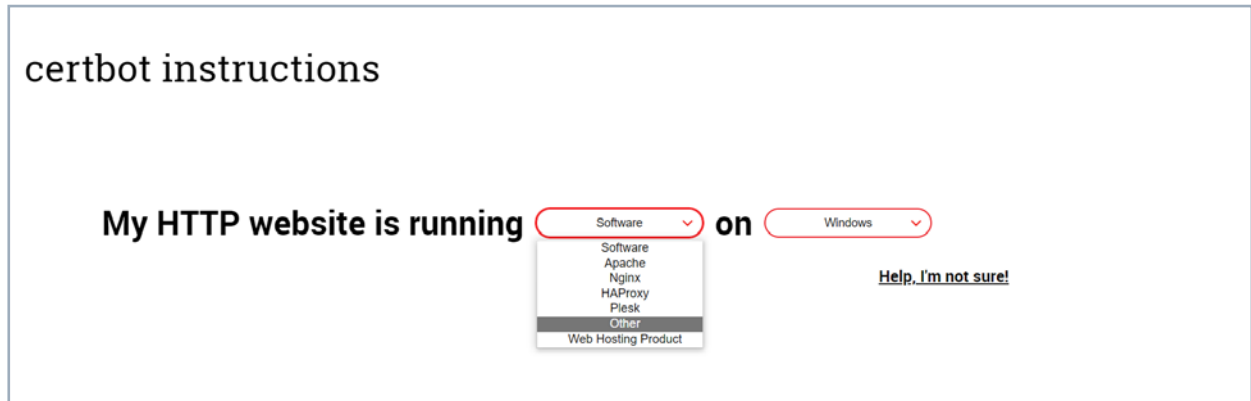 certbot instructions
My HTTP website is running Software on Windows
Software
Apache
Nginx
HAProxy
Plesk
Other
Web Hosting Product
Help, I'm not sure!